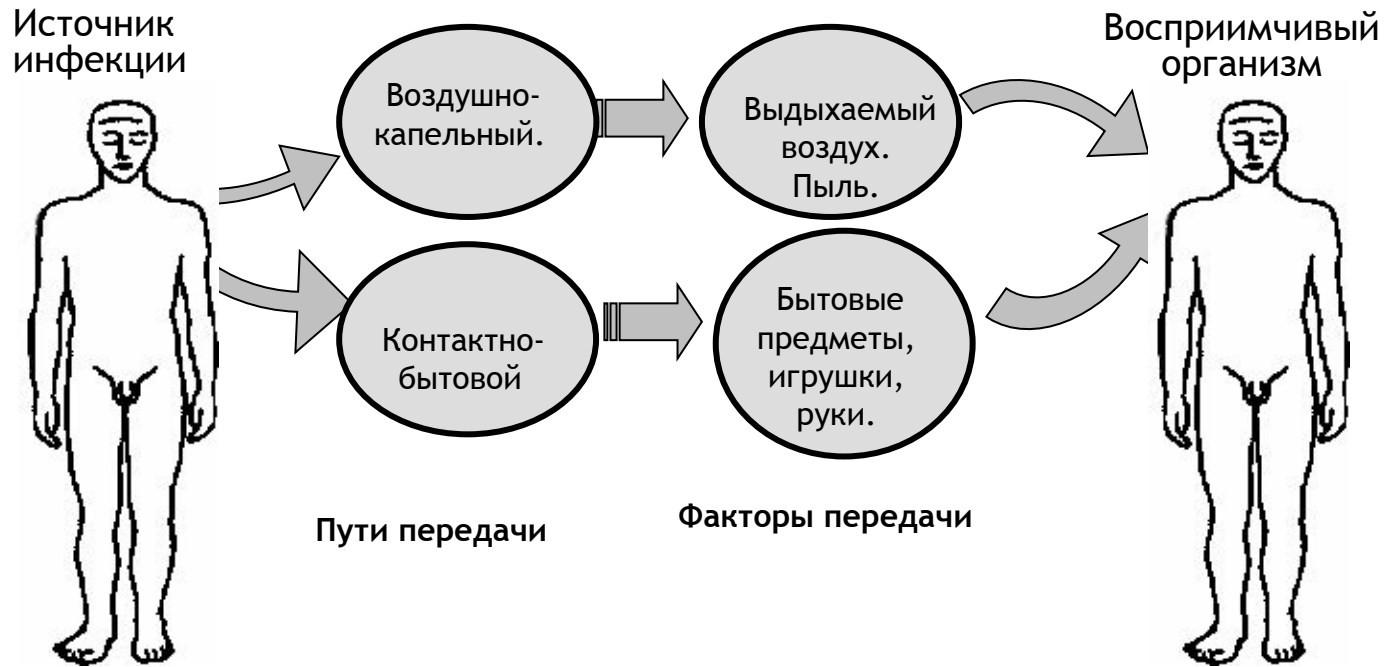 Источник
инфекции
Воздушно-
капельный.
Выдыхаемый
воздух.
Пыль.
Восприимчивый
организм
Контактно-
бытовой
Бытовые
предметы,
игрушки,
руки.
Пути передачи
Факторы передачи